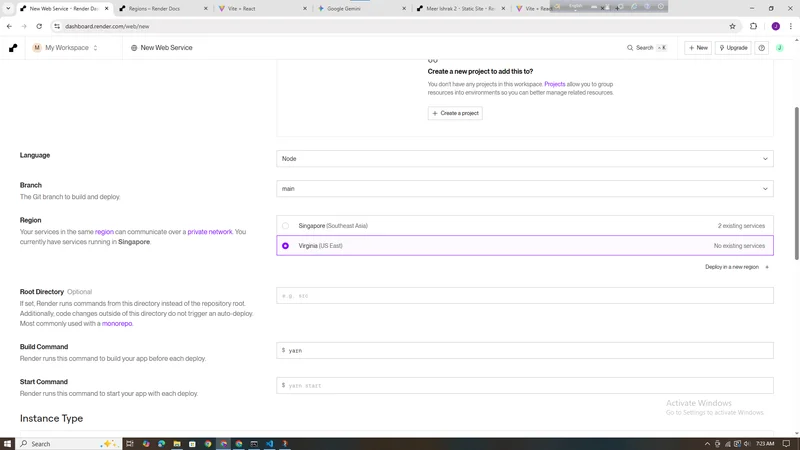 New Web Service - Render Das
Regions – Render Docs
Vite + React
Google Gemini
Meer Ishrak 2 - Static Site - R
Vite + React
English
dashboard.render.com/web/new
M My Workspace
New Web Service
Search
K
+ New
Upgrade
J
Create a new project to add this to?
You don't have any projects in this workspace. Projects allow you to group
resources into environments so you can better manage related resources.
+ Create a project
Language
Node
Branch
The Git branch to build and deploy.
main
Region
Your services in the same region can communicate over a private network. You
currently have services running in Singapore.
Singapore (Southeast Asia)
2 existing services
Virginia (US East)
No existing services
Deploy in a new region +
Root Directory Optional
If set, Render runs commands from this directory instead of the repository root.
Additionally, code changes outside of this directory do not trigger an auto-deploy.
Most commonly used with a monorepo.
e.g. src
Build Command
Render runs this command to build your app before each deploy.
$ yarn
Start Command
Render runs this command to start your app with each deploy.
$ yarn start
Instance Type
Activate Windows
Go to Settings to activate Windows.
Search
7:23 AM